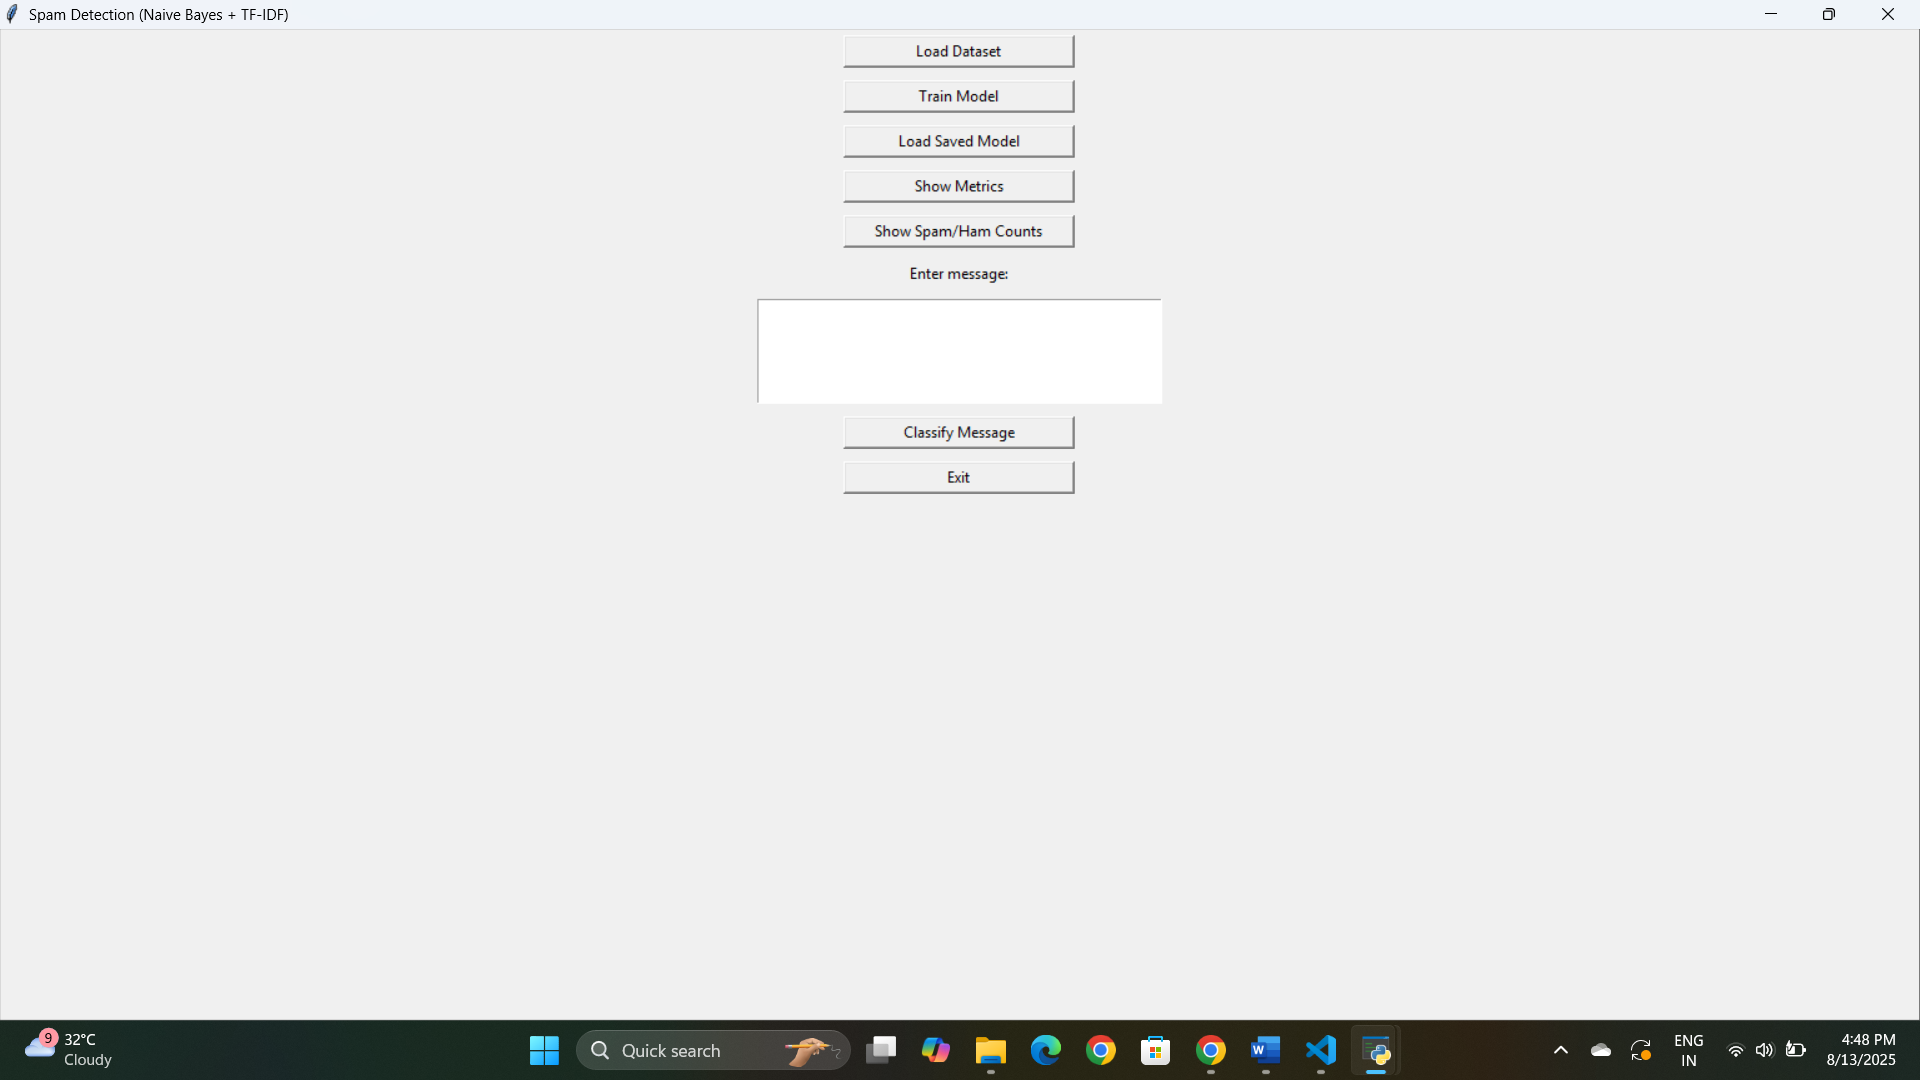 Spam Detection (Naive Bayes + TF-IDF)
Load Dataset
Train Model
Load Saved Model
Show Metrics
Show Spam/Ham Counts
Enter message:
Classify Message
Exit
9
32°C
Cloudy
Quick search
W
ENG
IN
4:48 PM
8/13/2025